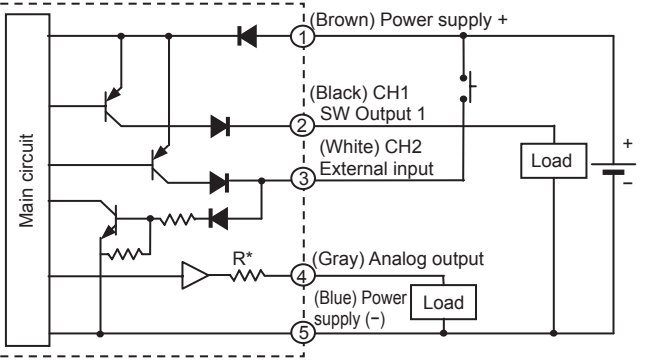 (Brown) Power supply +
1
(Black) CH1
SW Output 1
2
(White) CH2
External input
3
Main circuit
Load
+
−
R*
(Gray) Analog output
4
(Blue) Power
supply (−)
Load
5